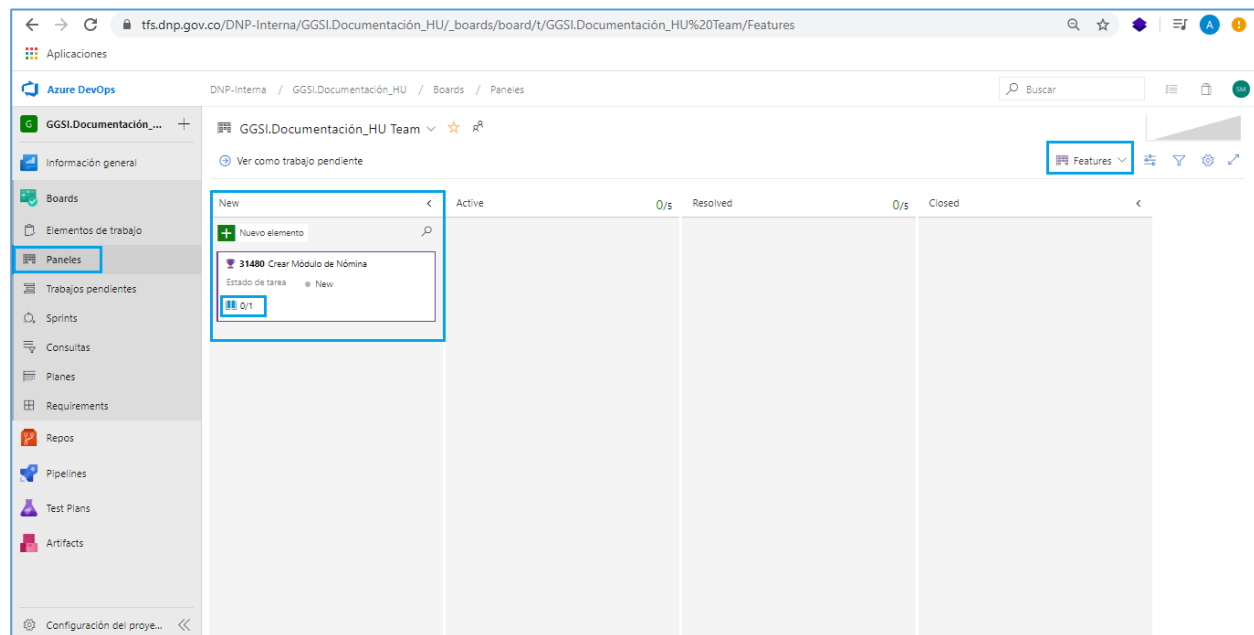 tfs.dnp.gov.co/DNP-Interna/GGSI.Documentación_HU/_boards/board/t/GGSI.Documentación_HU%20Team/Features
A
Aplicaciones
Azure DevOps
DNP-Interna / GGSI.Documentación_HU / Boards / Paneles
Buscar
SM
G GGSI.Documentación_...
GGSI.Documentación_HU Team
Información general
Ver como trabajo pendiente
Features
Boards
New
Active 0/5
Resolved 0/5
Closed
Elementos de trabajo
Nuevo elemento
Paneles
31480 Crear Módulo de Nómina
Estado de tarea New
0/1
Trabajos pendientes
Sprints
Consultas
Planes
Requirements
Repos
Pipelines
Test Plans
Artifacts
Configuración del proye...